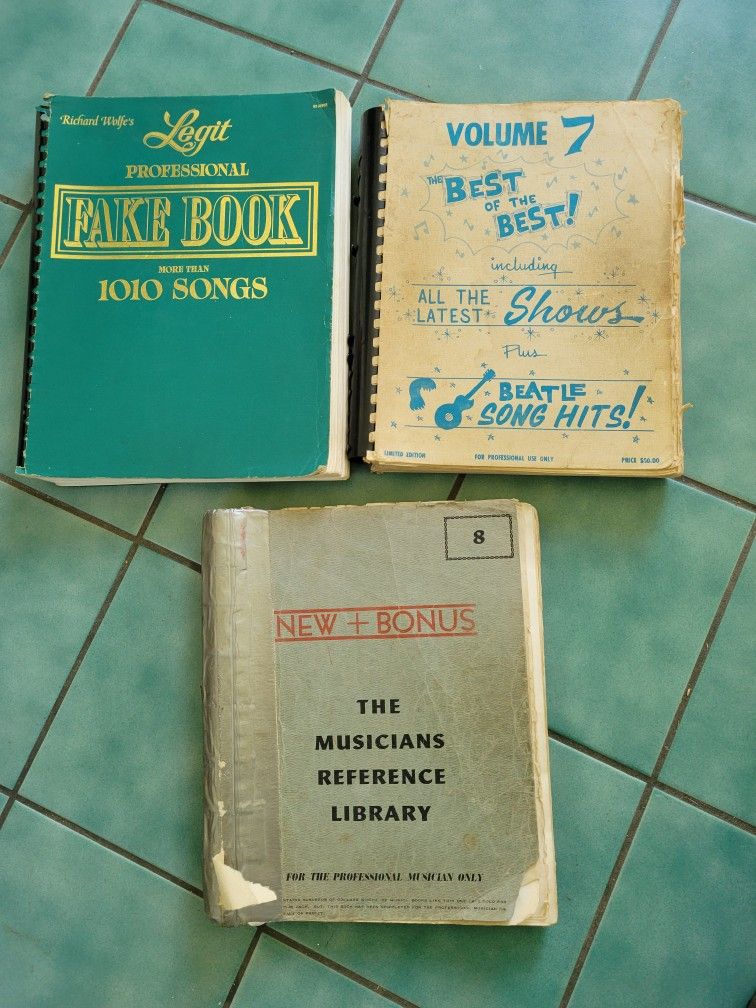 Richard Wolfe's
Legit
PROFESSIONAL
FAKE BOOK
MORE THAN
1010 SONGS
VOLUME 7
THE BEST
OF THE
BEST!
including
ALL THE
LATEST Shows
Plus
BEATLE
SONG HITS!
LIMITED EDITION FOR PROFESSIONAL USE ONLY PRICE $50.00
8
NEW + BONUS
THE
MUSICIANS
REFERENCE
LIBRARY
FOR THE PROFESSIONAL MUSICIAN ONLY